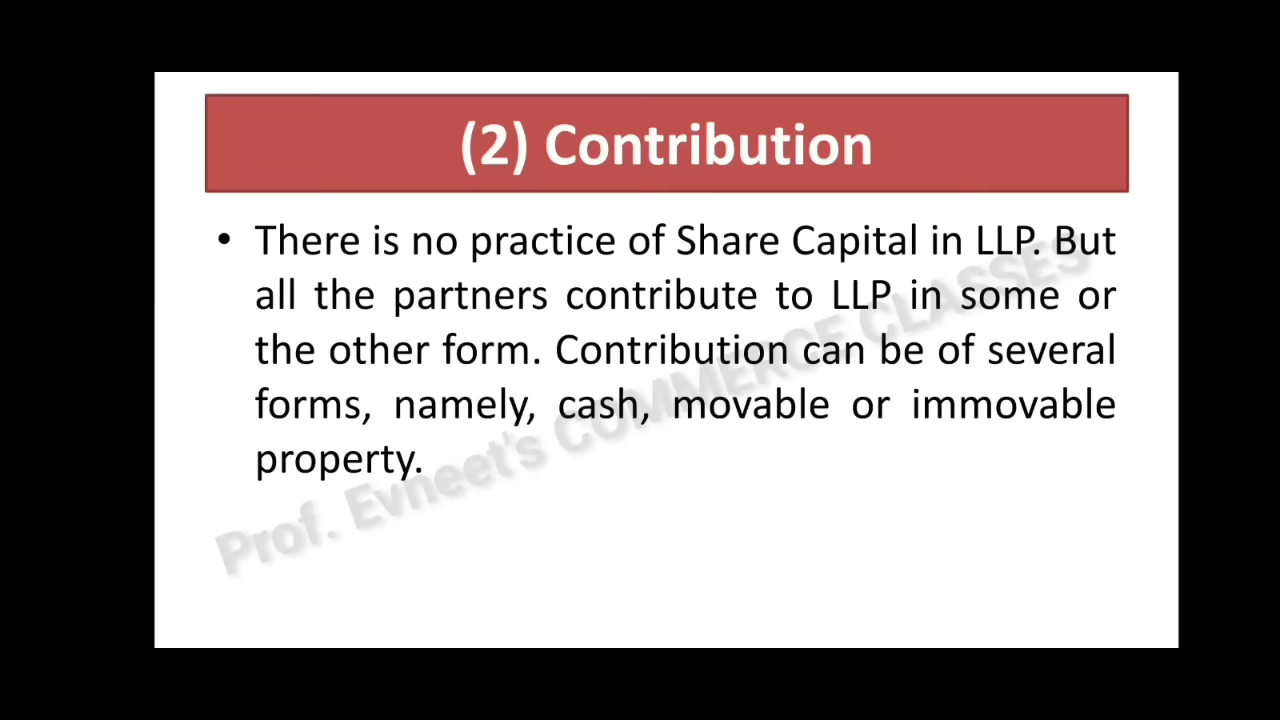 (2) Contribution
• There is no practice of Share Capital in LLP. But
all the partners contribute to LLP in some or
the other form. Contribution can be of several
forms, namely, cash, movable or immovable
property.
Prof. Evneet's COMMERCE CLASSES